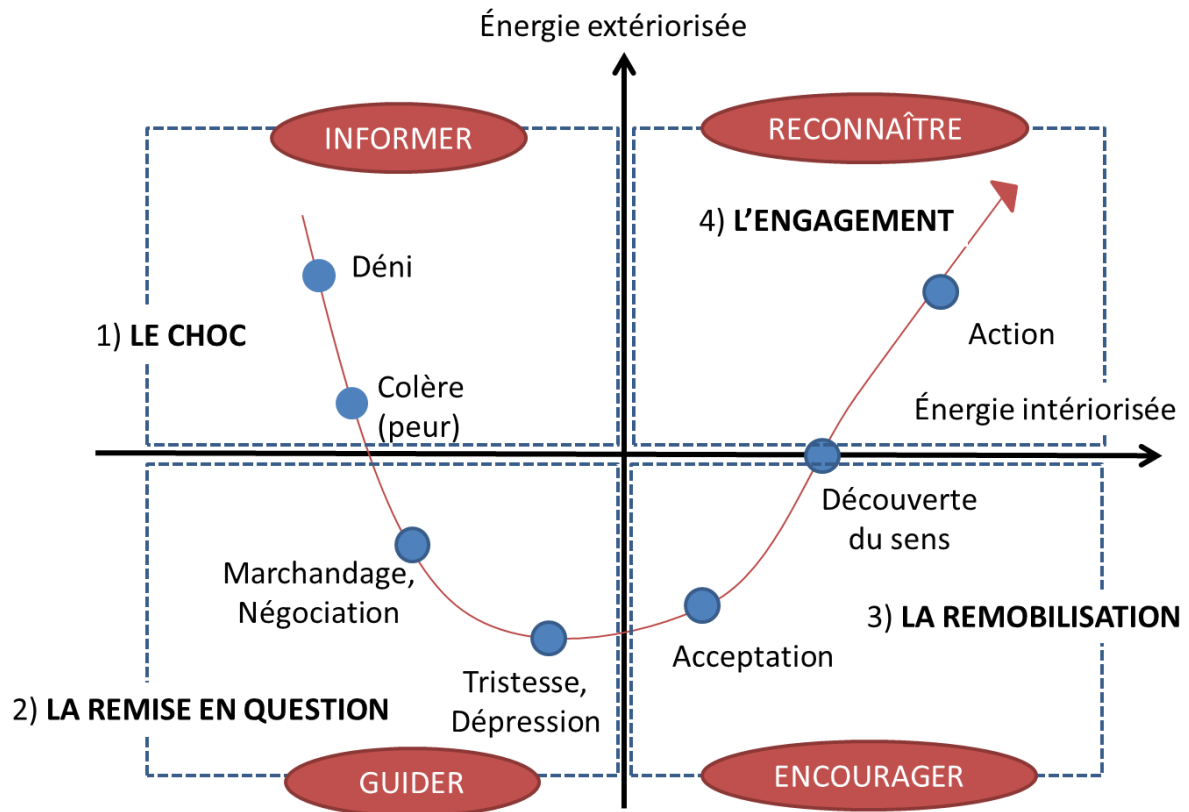 Énergie extériorisée
INFORMER
RECONNAÎTRE
4) L’ENGAGEMENT
Déni
1) LE CHOC
Action
Colère
(peur)
Énergie intériorisée
Découverte
du sens
Marchandage,
Négociation
3) LA REMOBILISATION
Acceptation
Tristesse,
Dépression
2) LA REMISE EN QUESTION
GUIDER
ENCOURAGER